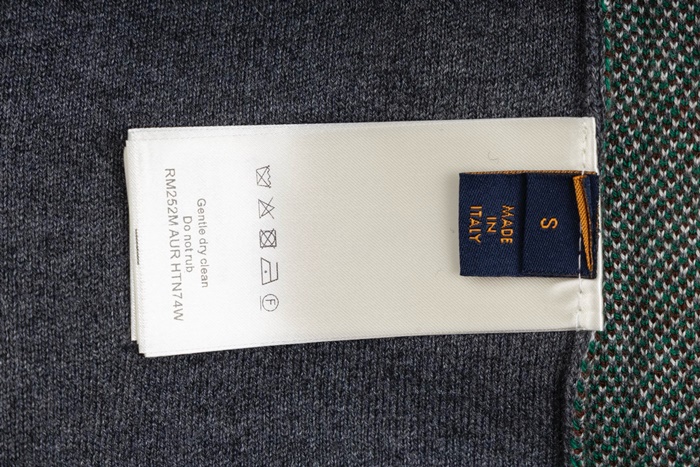 S
MADE
IN
ITALY
F
Gentle dry clean
Do not rub
RM252M AUR HTN74W